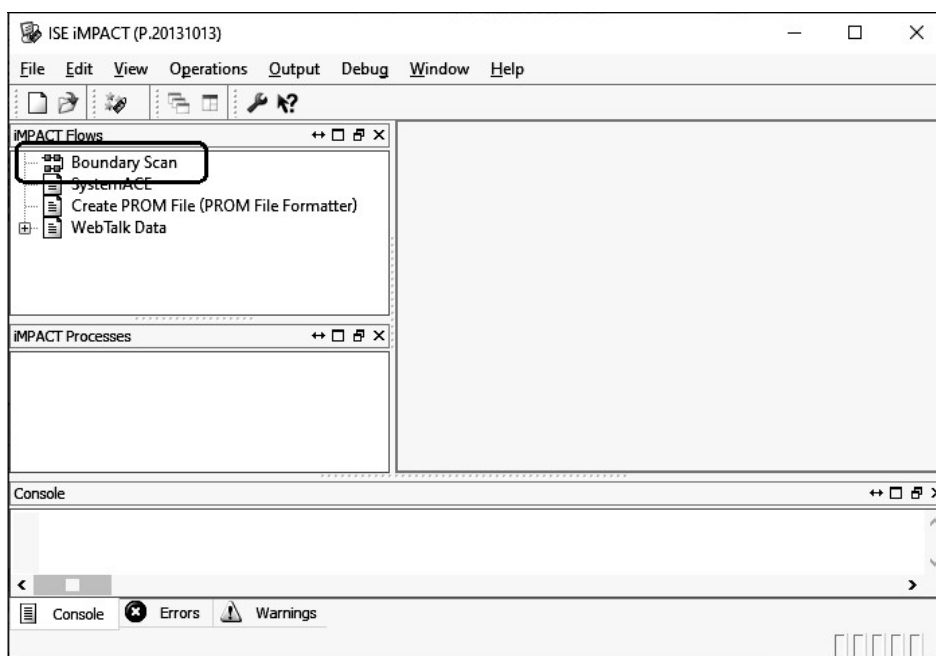 ISE iMPACT (P.20131013)
File Edit View Operations Output Debug Window Help
iMPACT Flows
Boundary Scan
SystemACE
Create PROM File (PROM File Formatter)
WebTalk Data
iMPACT Processes
Console
Console Errors Warnings